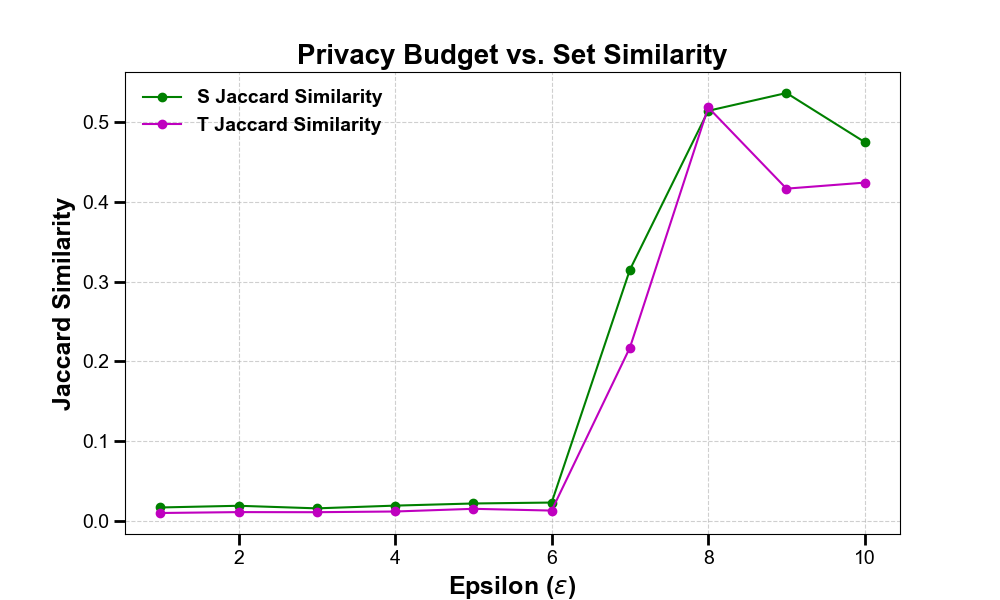 Privacy Budget vs. Set Similarity
S Jaccard Similarity
T Jaccard Similarity
Jaccard Similarity
0.5
0.4
0.3
0.2
0.1
0.0
2 4 6 8 10
Epsilon (ε)